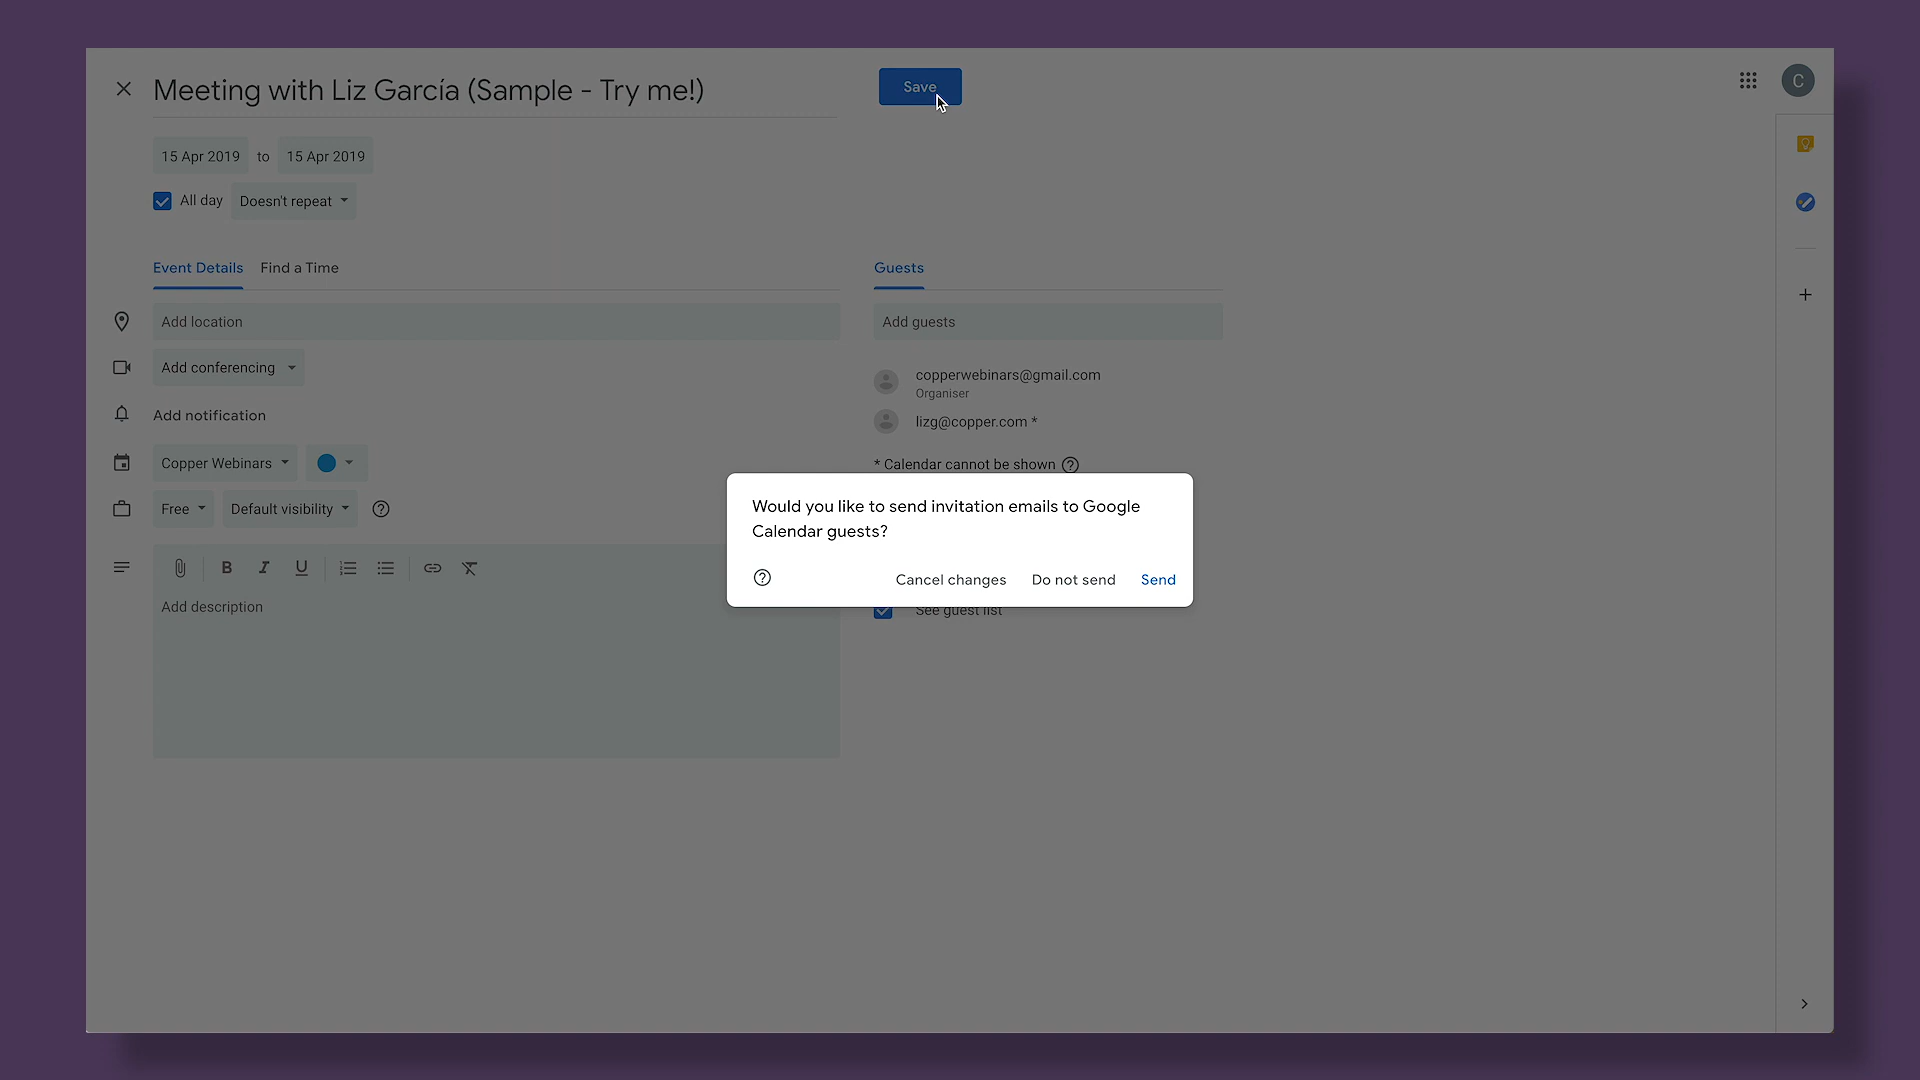 Meeting with Liz García (Sample - Try me!)
Save
C
15 Apr 2019 to 15 Apr 2019
All day Doesn't repeat
Event Details Find a Time
Guests
Add location
Add guests
Add conferencing
copperwebinars@gmail.com
Organiser
Add notification
lizg@copper.com *
Copper Webinars
* Calendar cannot be shown
Free Default visibility
Would you like to send invitation emails to Google
Calendar guests?
Cancel changes Do not send Send
B I U
Add description
See guest list